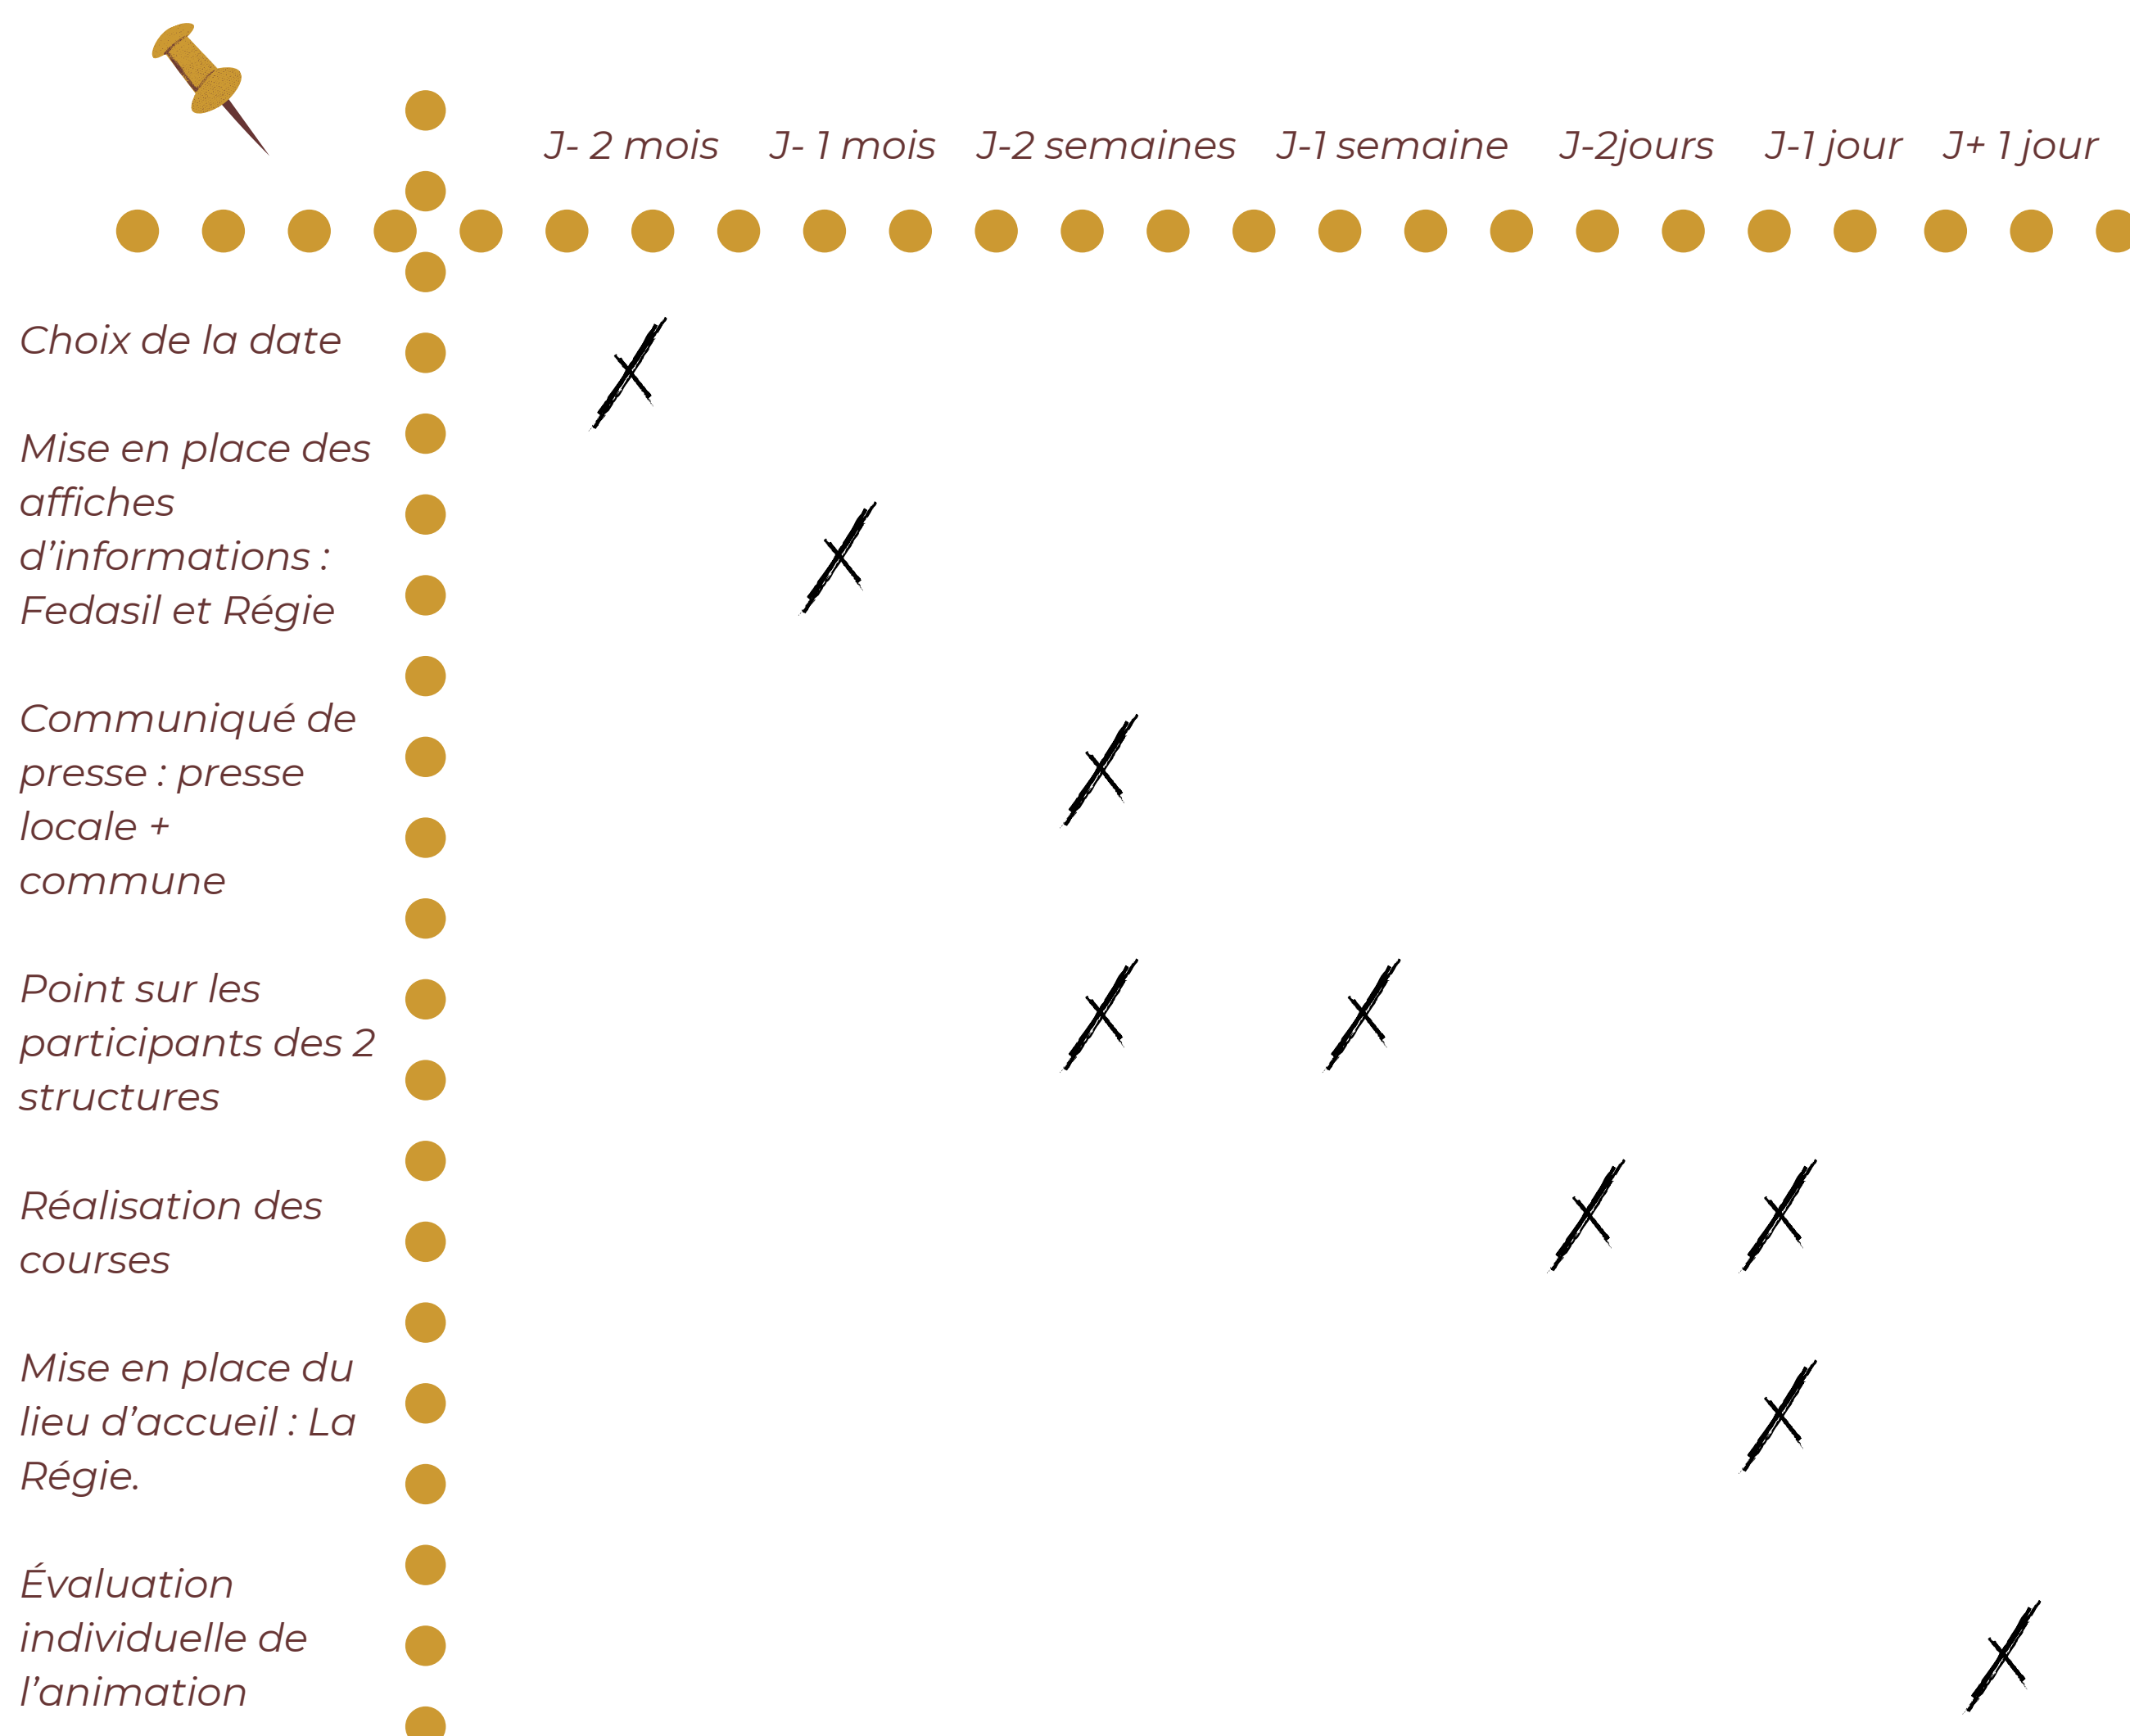 J- 2 mois J- 1 mois J-2 semaines J-1 semaine J-2jours J-1 jour J+ 1 jour
Choix de la date
Mise en place des
affiches
d’informations :
Fedasil et Régie
Communiqué de
presse : presse
locale +
commune
Point sur les
participants des 2
structures
Réalisation des
courses
Mise en place du
lieu d’accueil : La
Régie.
Évaluation
individuelle de
l’animation